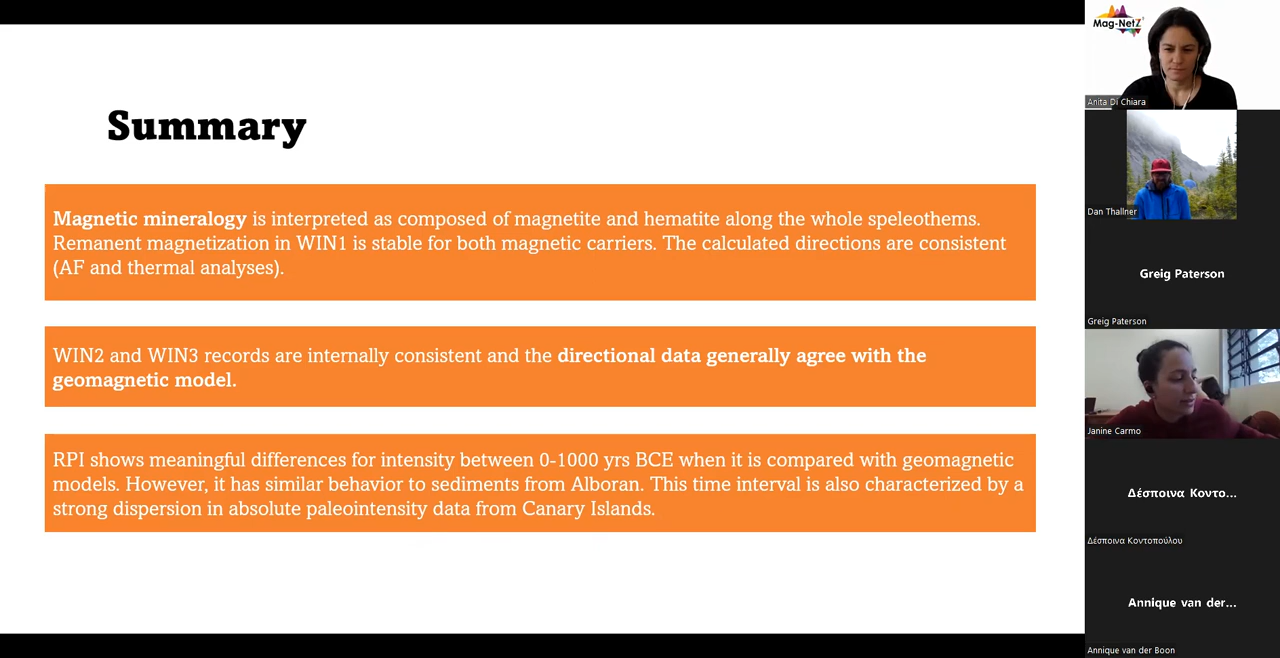 Summary
Magnetic mineralogy is interpreted as composed of magnetite and hematite along the whole speleothems.
Remanent magnetization in WIN1 is stable for both magnetic carriers. The calculated directions are consistent
(AF and thermal analyses).
WIN2 and WIN3 records are internally consistent and the directional data generally agree with the
geomagnetic model.
RPI shows meaningful differences for intensity between 0-1000 yrs BCE when it is compared with geomagnetic
models. However, it has similar behavior to sediments from Alboran. This time interval is also characterized by a
strong dispersion in absolute paleointensity data from Canary Islands.
Mag-NetZ
Anita Di Chiara
Dan Thallner
Greig Paterson
Greig Paterson
Janine Carmo
Δέσποινα Κοντο...
Δέσποινα Κοντοπούλου
Annique van der...
Annique van der Boon